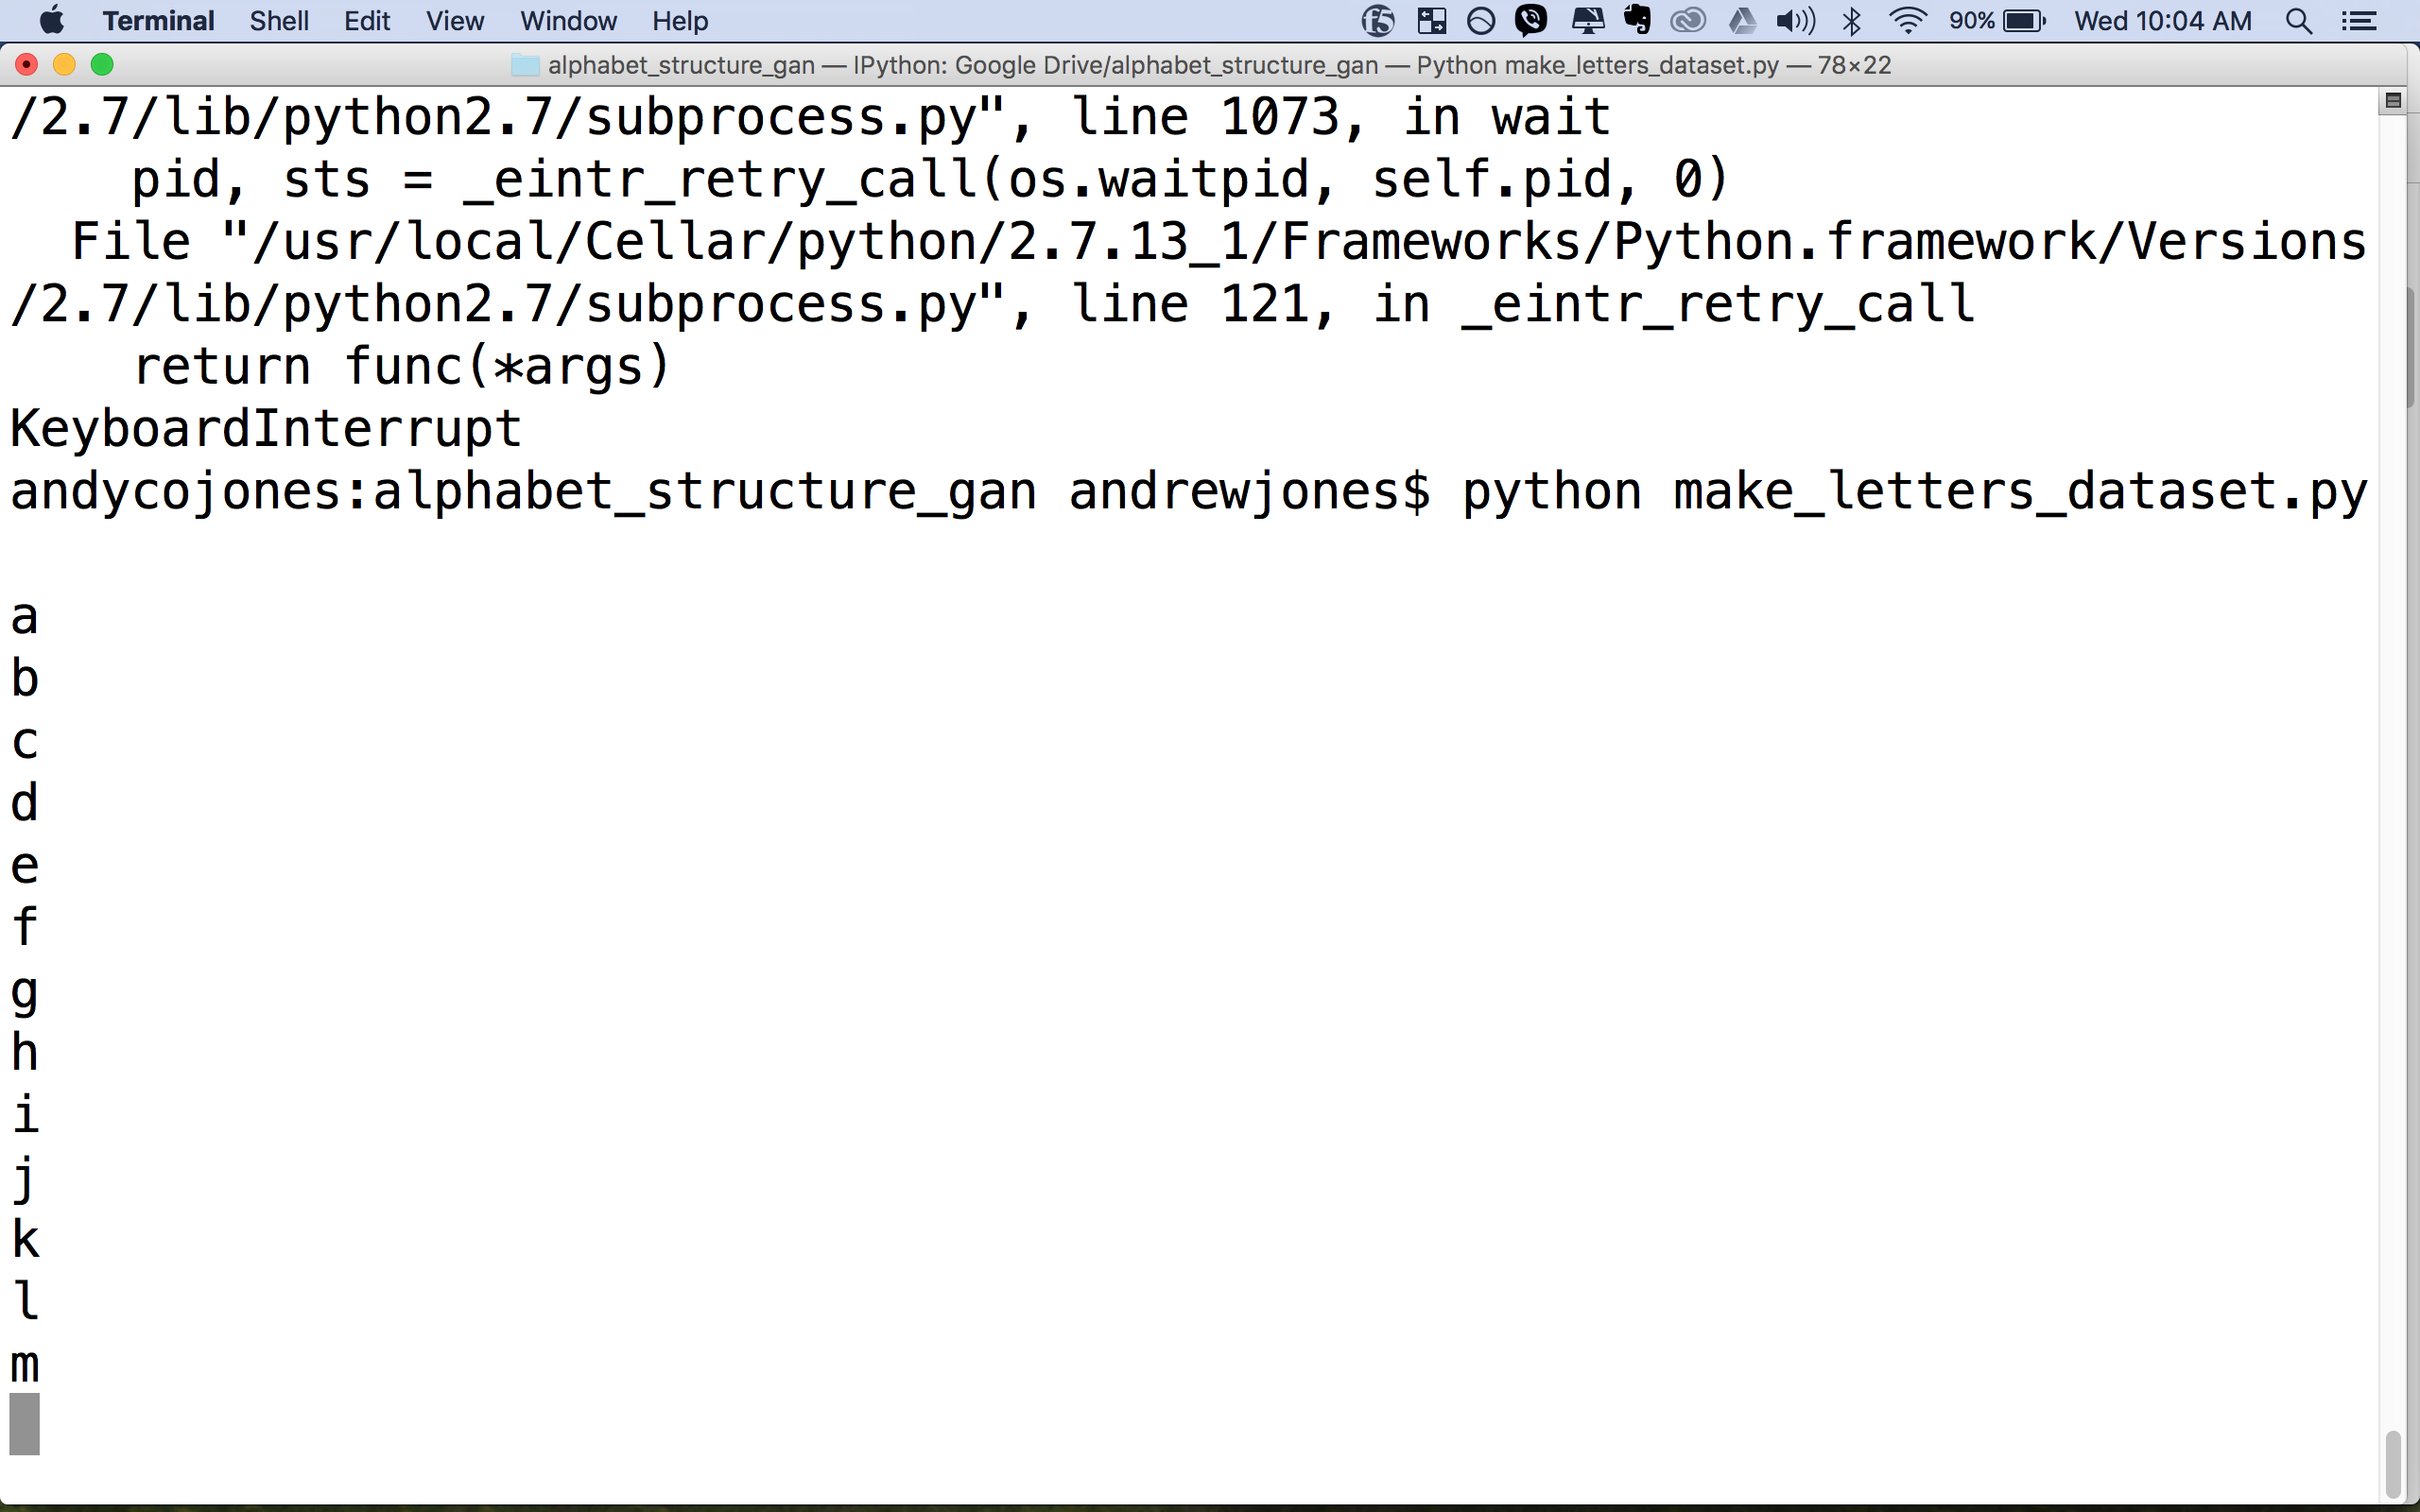 Terminal Shell Edit View Window Help f5 90% Wed 10:04 AM
alphabet_structure_gan — IPython: Google Drive/alphabet_structure_gan — Python make_letters_dataset.py — 78×22
/2.7/lib/python2.7/subprocess.py", line 1073, in wait
    pid, sts = _eintr_retry_call(os.waitpid, self.pid, 0)
  File "/usr/local/Cellar/python/2.7.13_1/Frameworks/Python.framework/Versions
/2.7/lib/python2.7/subprocess.py", line 121, in _eintr_retry_call
    return func(*args)
KeyboardInterrupt
andycojones:alphabet_structure_gan andrewjones$ python make_letters_dataset.py
a
b
c
d
e
f
g
h
i
j
k
l
m